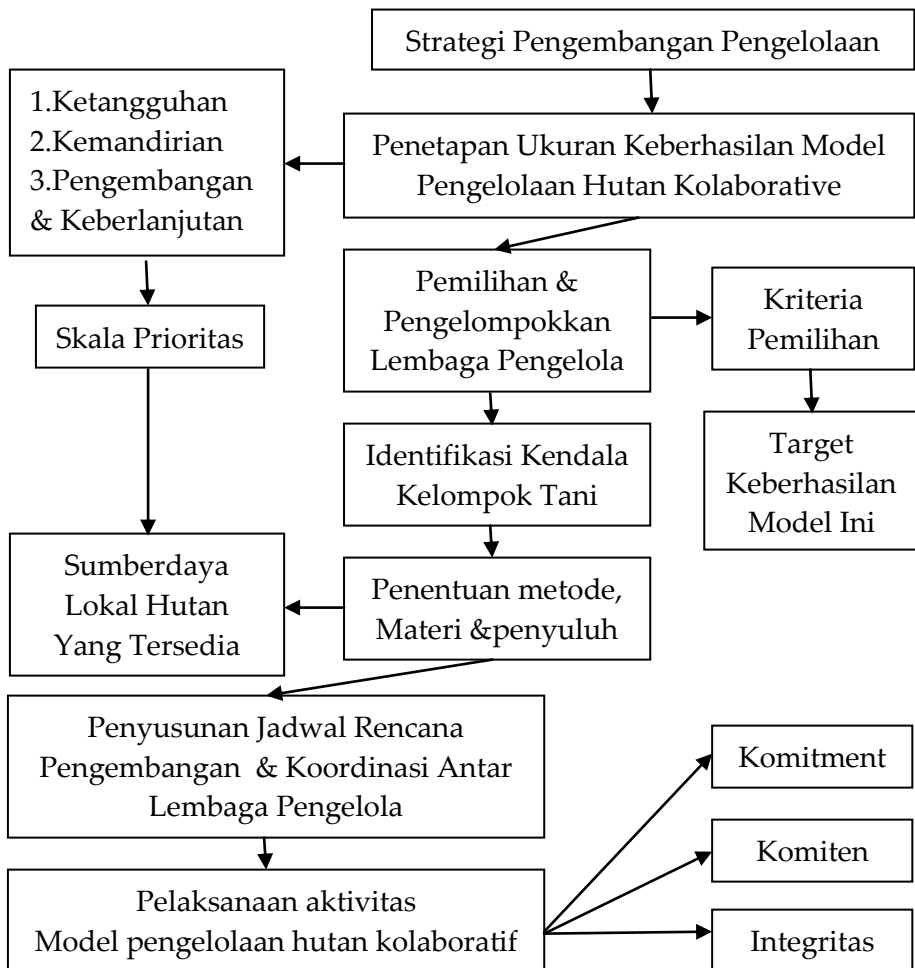 Strategi Pengembangan Pengelolaan
1.Ketangguhan
2.Kemandirian
3.Pengembangan
& Keberlanjutan
Penetapan Ukuran Keberhasilan Model
Pengelolaan Hutan Kolaborative
Pemilihan &
Pengelompokkan
Lembaga Pengelola
Kriteria
Pemilihan
Skala Prioritas
Identifikasi Kendala
Kelompok Tani
Target
Keberhasilan
Model Ini
Sumberdaya
Lokal Hutan
Yang Tersedia
Penentuan metode,
Materi &penyuluh
Penyusunan Jadwal Rencana
Pengembangan & Koordinasi Antar
Lembaga Pengelola
Komitment
Komiten
Pelaksanaan aktivitas
Model pengelolaan hutan kolaboratif
Integritas